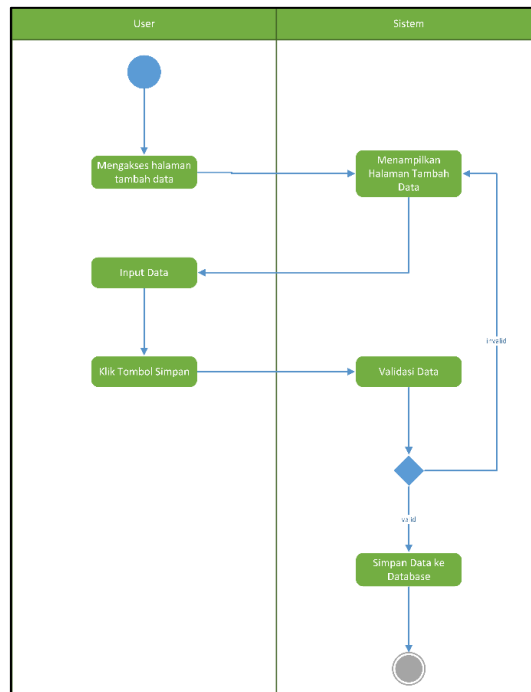 User
Sistem
Mengakses halaman
tambah data
Menampilkan
Halaman Tambah
Data
Input Data
invalid
Klik Tombol Simpan
Validasi Data
valid
Simpan Data ke
Database